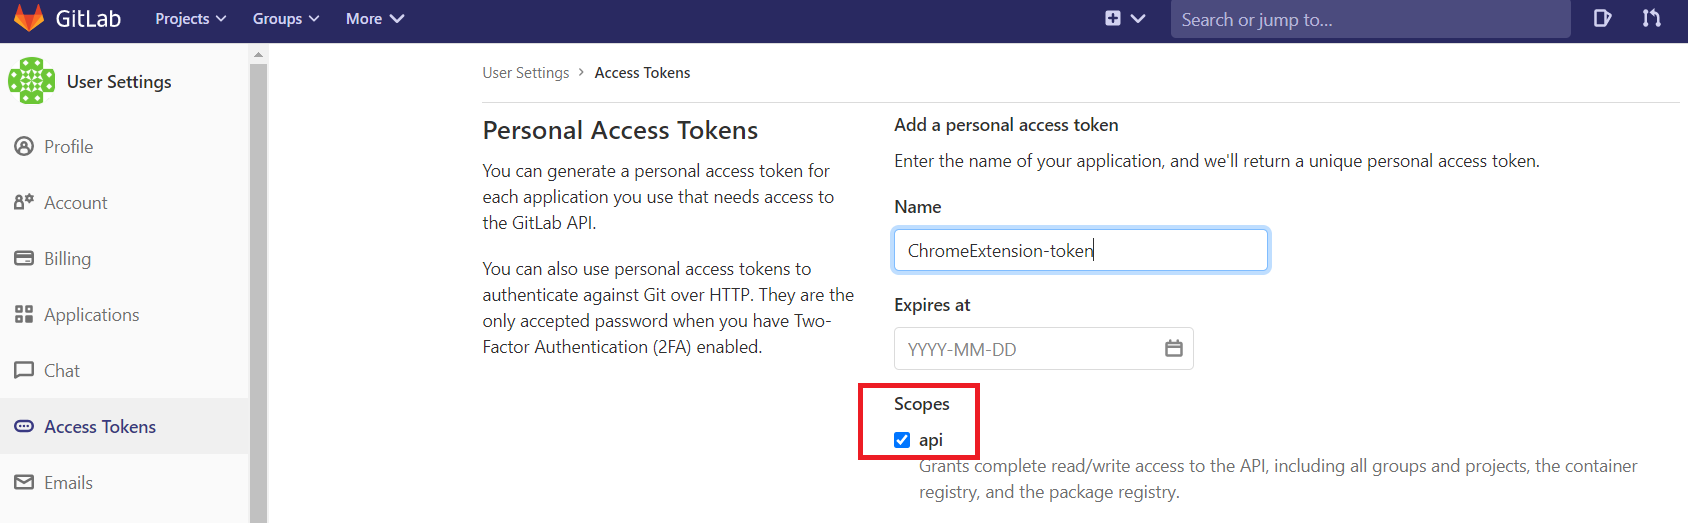 GitLab Projects Groups More Search or jump to...
User Settings
Profile
Account
Billing
Applications
Chat
Access Tokens
Emails
User Settings > Access Tokens
Personal Access Tokens
You can generate a personal access token for
each application you use that needs access to
the GitLab API.
You can also use personal access tokens to
authenticate against Git over HTTP. They are the
only accepted password when you have Two-
Factor Authentication (2FA) enabled.
Add a personal access token
Enter the name of your application, and we'll return a unique personal access token.
Name
ChromeExtension-token
Expires at
YYYY-MM-DD
Scopes
api
Grants complete read/write access to the API, including all groups and projects, the container
registry, and the package registry.